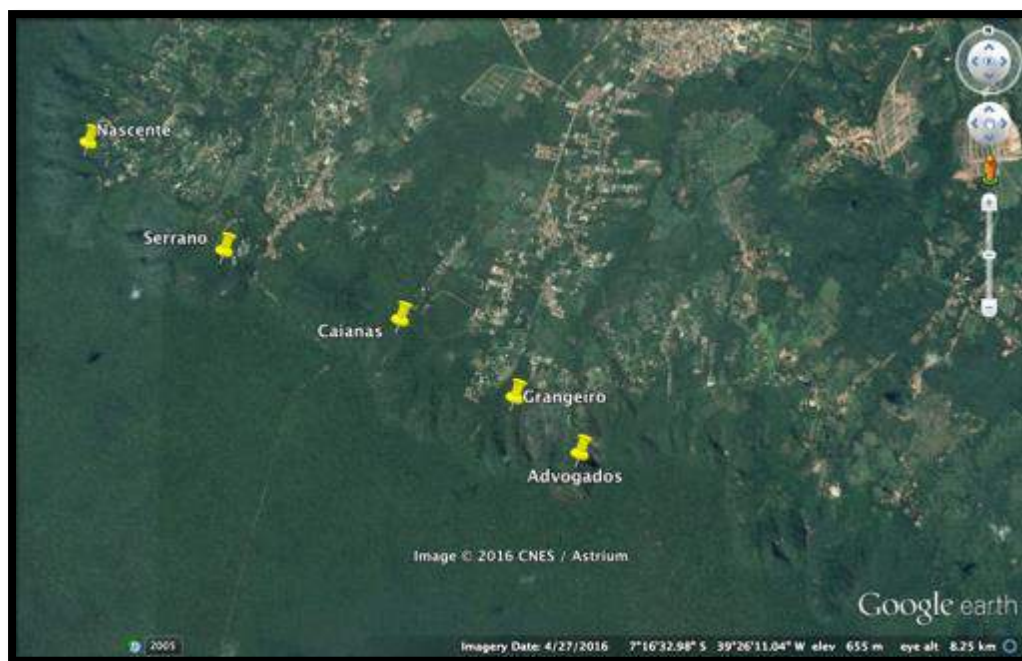 N
Nascente
Serrano
Caianas
Grangeiro
Advogados
Image © 2016 CNES / Astrium
Google earth
2005
Imagery Date: 4/27/2016 7°16'32.98" S 39°26'11.04" W elev 655 m eye alt 8.25 km